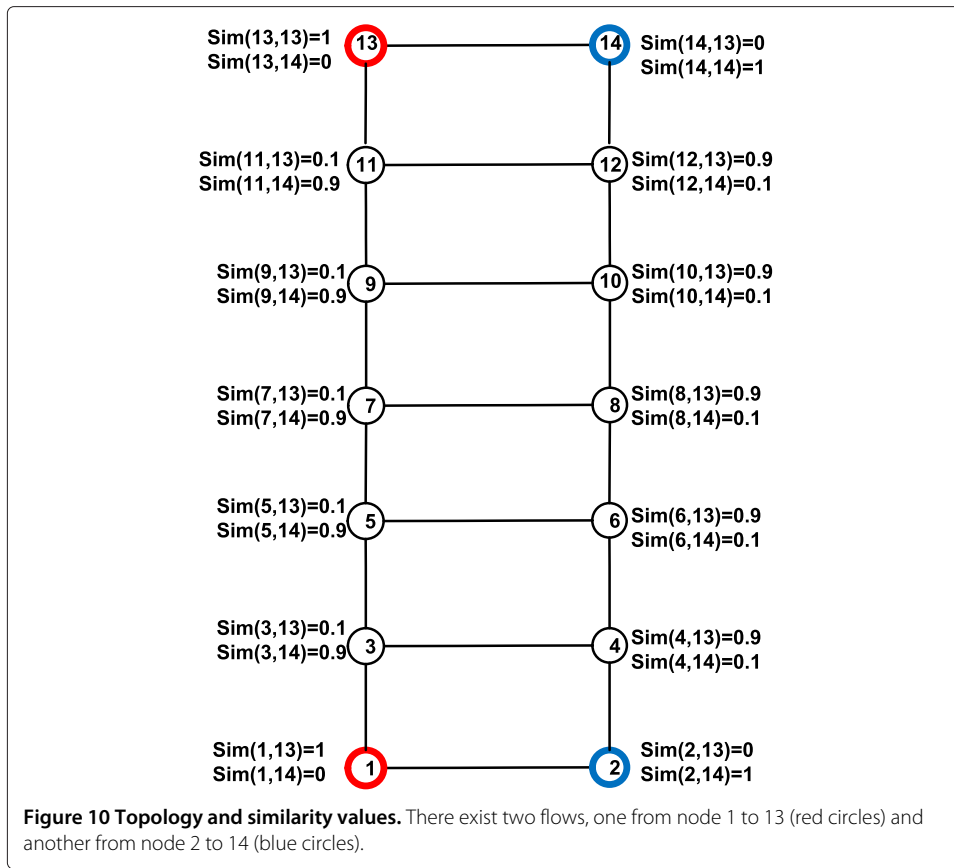 Sim(13,13)=1
Sim(13,14)=0
13
14
Sim(14,13)=0
Sim(14,14)=1
Sim(11,13)=0.1
Sim(11,14)=0.9
11
12
Sim(12,13)=0.9
Sim(12,14)=0.1
Sim(9,13)=0.1
Sim(9,14)=0.9
9
10
Sim(10,13)=0.9
Sim(10,14)=0.1
Sim(7,13)=0.1
Sim(7,14)=0.9
7
8
Sim(8,13)=0.9
Sim(8,14)=0.1
Sim(5,13)=0.1
Sim(5,14)=0.9
5
6
Sim(6,13)=0.9
Sim(6,14)=0.1
Sim(3,13)=0.1
Sim(3,14)=0.9
3
4
Sim(4,13)=0.9
Sim(4,14)=0.1
Sim(1,13)=1
Sim(1,14)=0
1
2
Sim(2,13)=0
Sim(2,14)=1
Figure 10 Topology and similarity values. There exist two flows, one from node 1 to 13 (red circles) and
another from node 2 to 14 (blue circles).